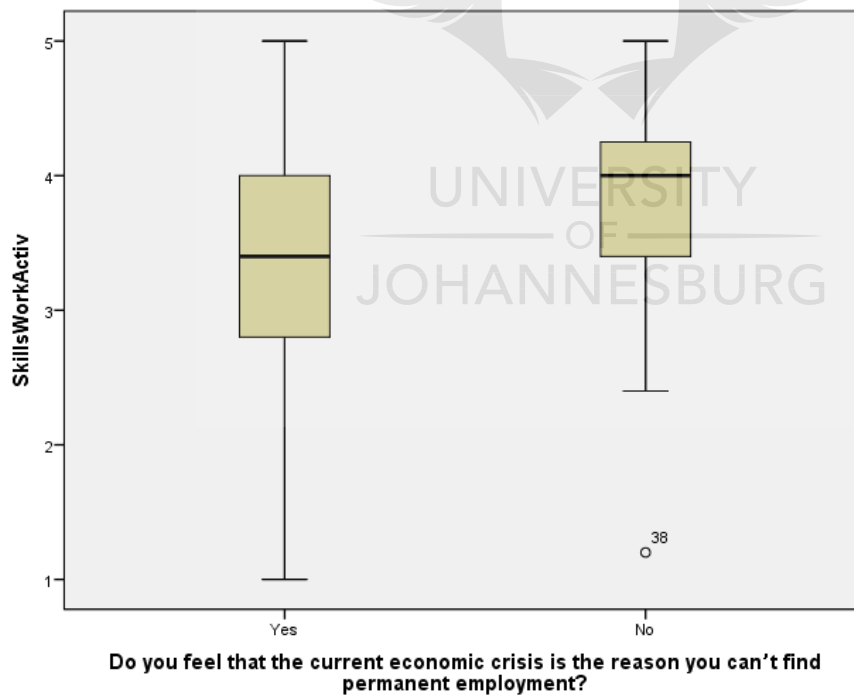 5
4
3
2
1
SkillsWorkActiv
UNIVERSITY
OF
JOHANNESBURG
38
Yes
No
Do you feel that the current economic crisis is the reason you can’t find
permanent employment?